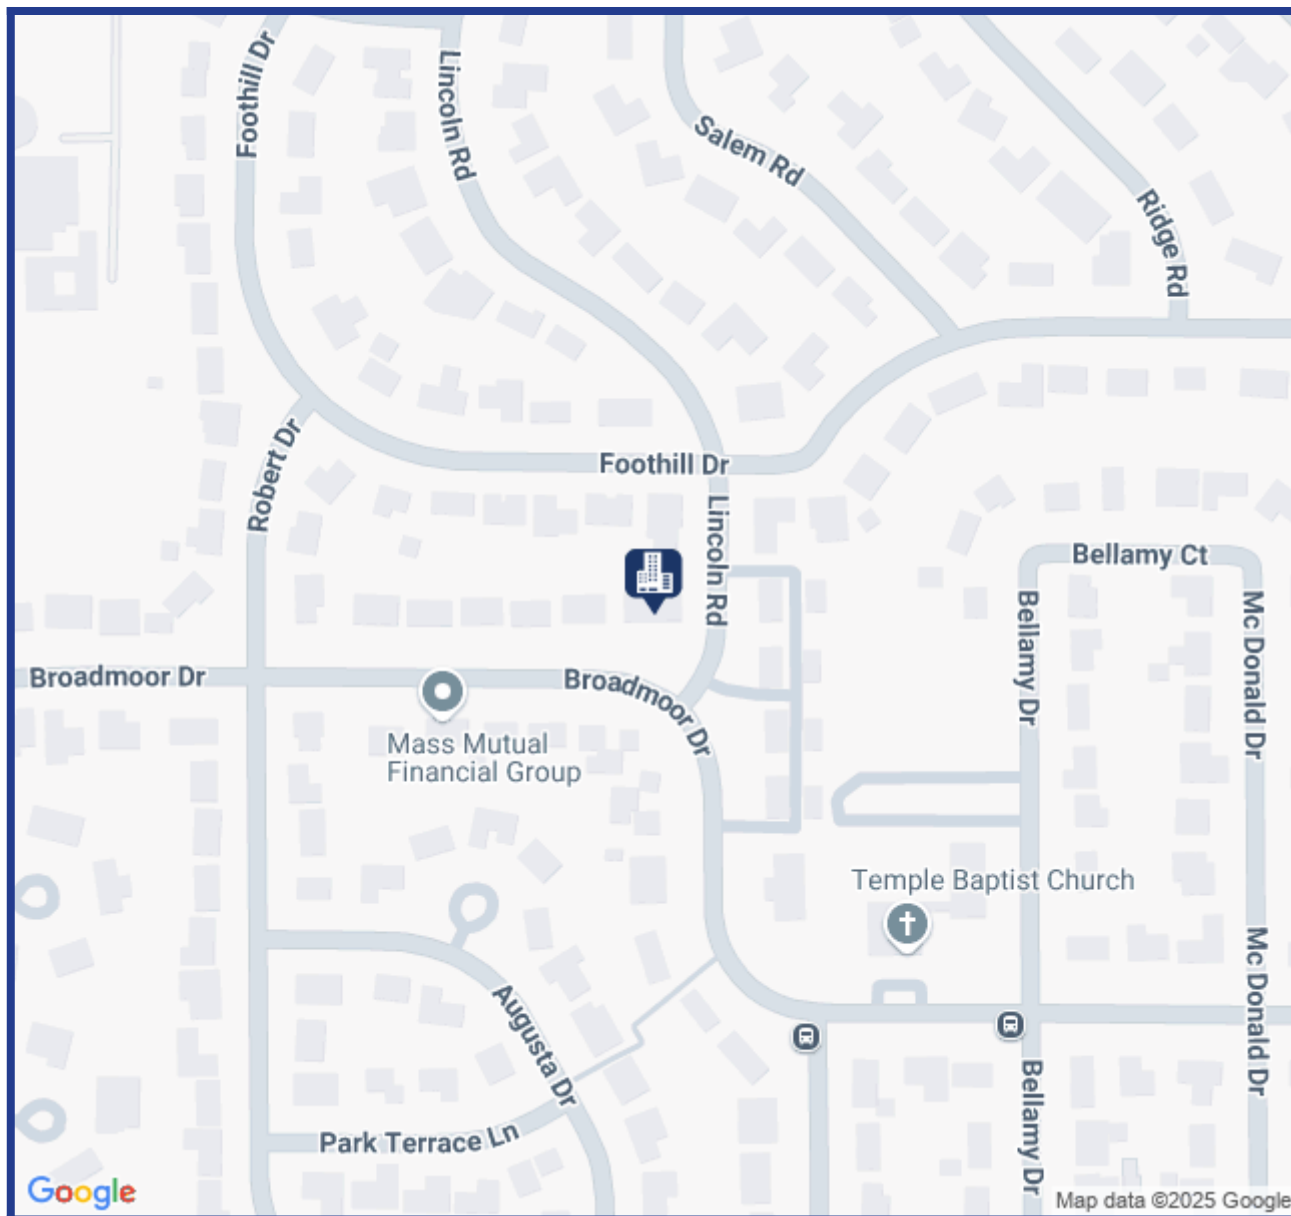 Foothill Dr
Lincoln Rd
Salem Rd
Ridge Rd
Robert Dr
Foothill Dr
Lincoln Rd
Bellamy Ct
Bellamy Dr
Mc Donald Dr
Broadmoor Dr
Broadmoor Dr
Mass Mutual
Financial Group
Temple Baptist Church
Augusta Dr
Mc Donald Dr
Bellamy Dr
Park Terrace Ln
Google
Map data ©2025 Google